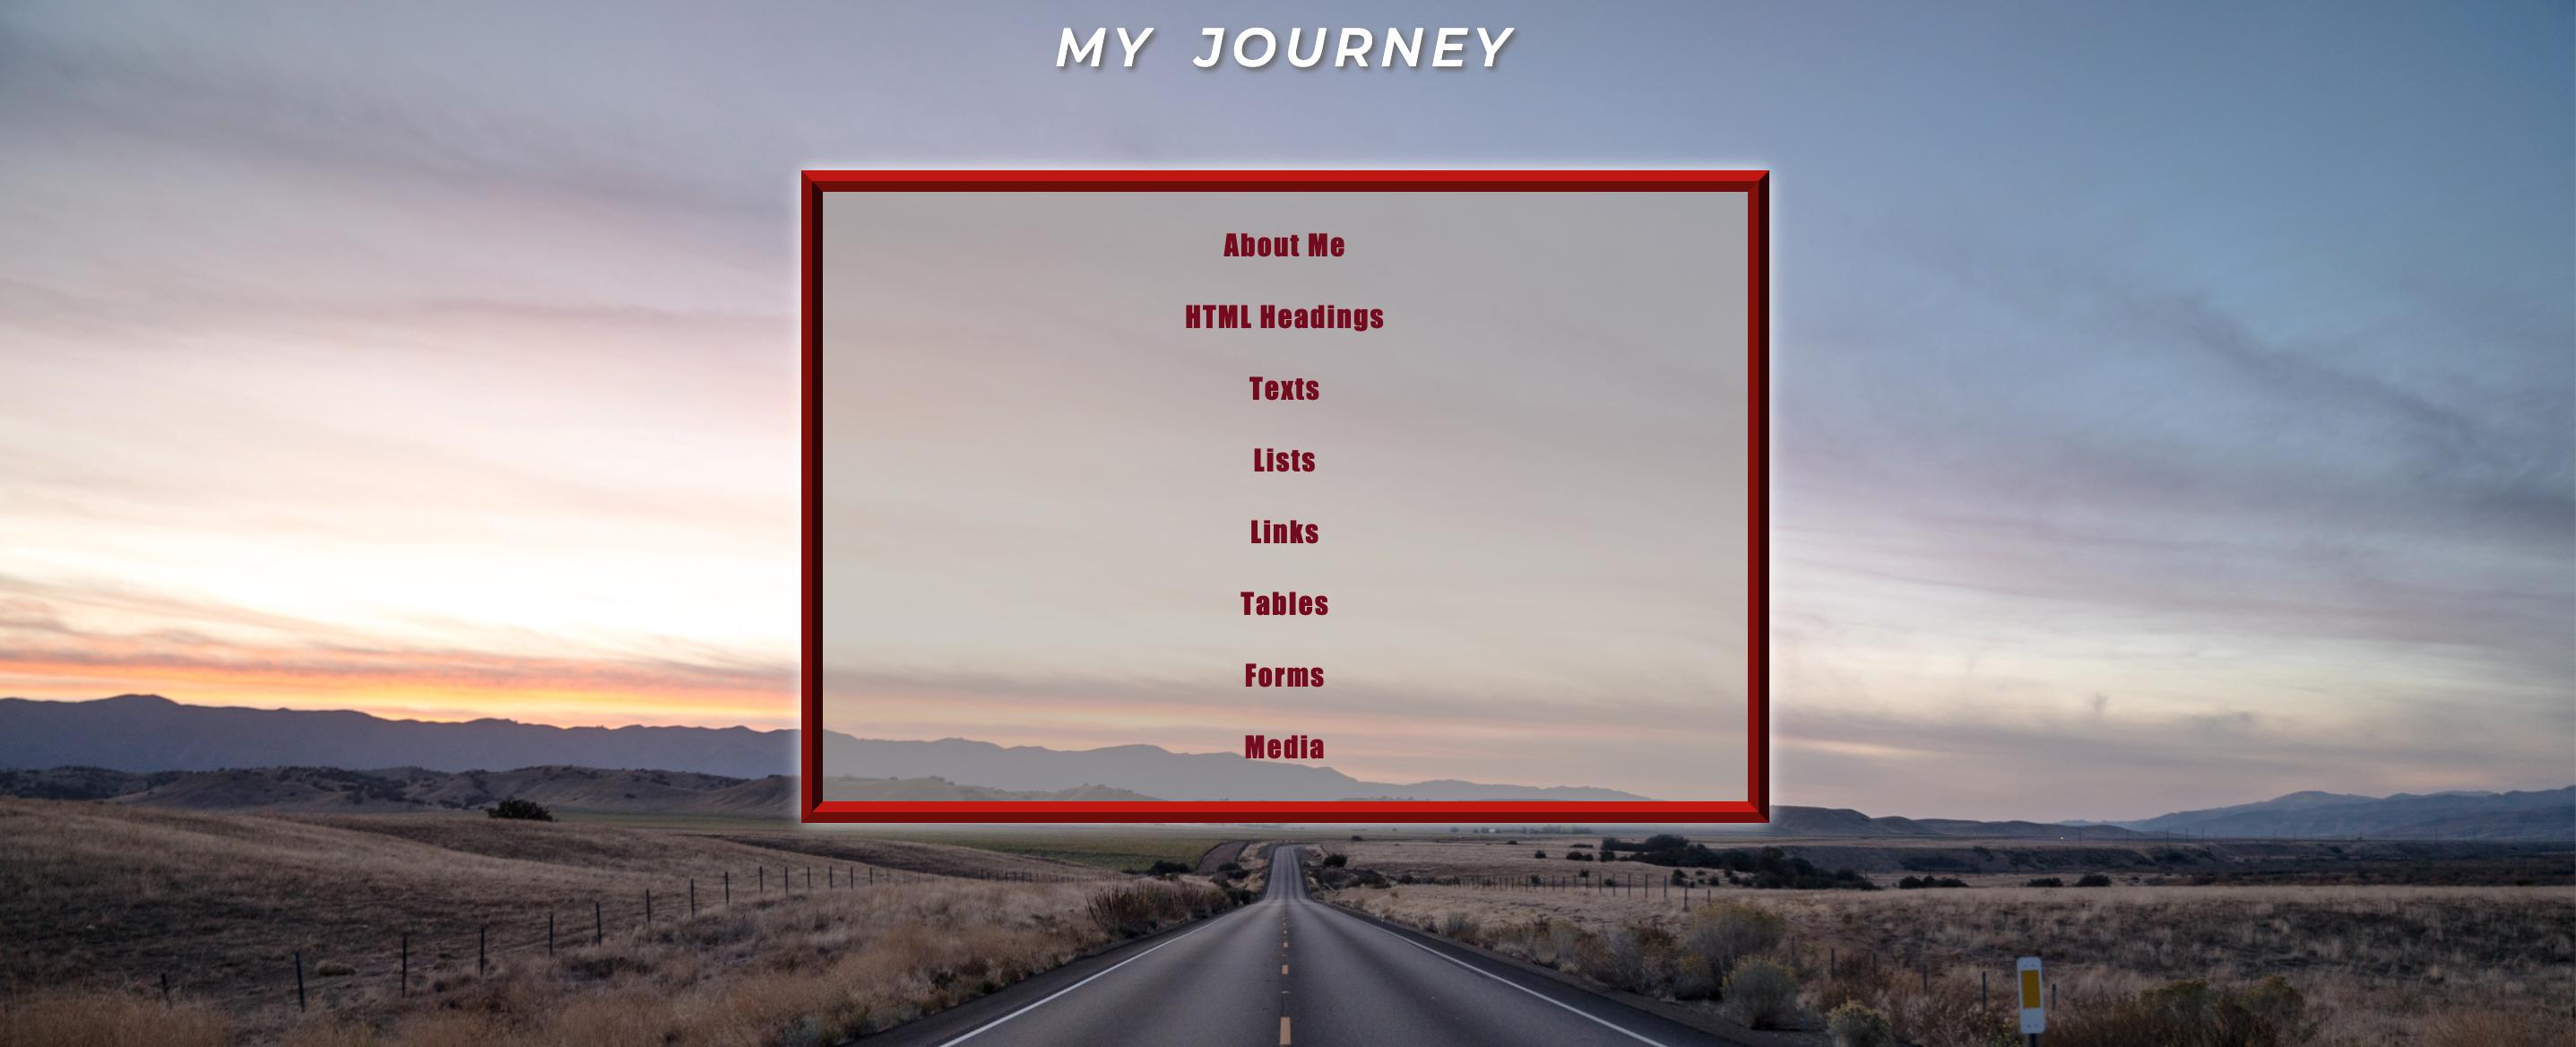 MY JOURNEY
About Me
HTML Headings
Texts
Lists
Links
Tables
Forms
Media